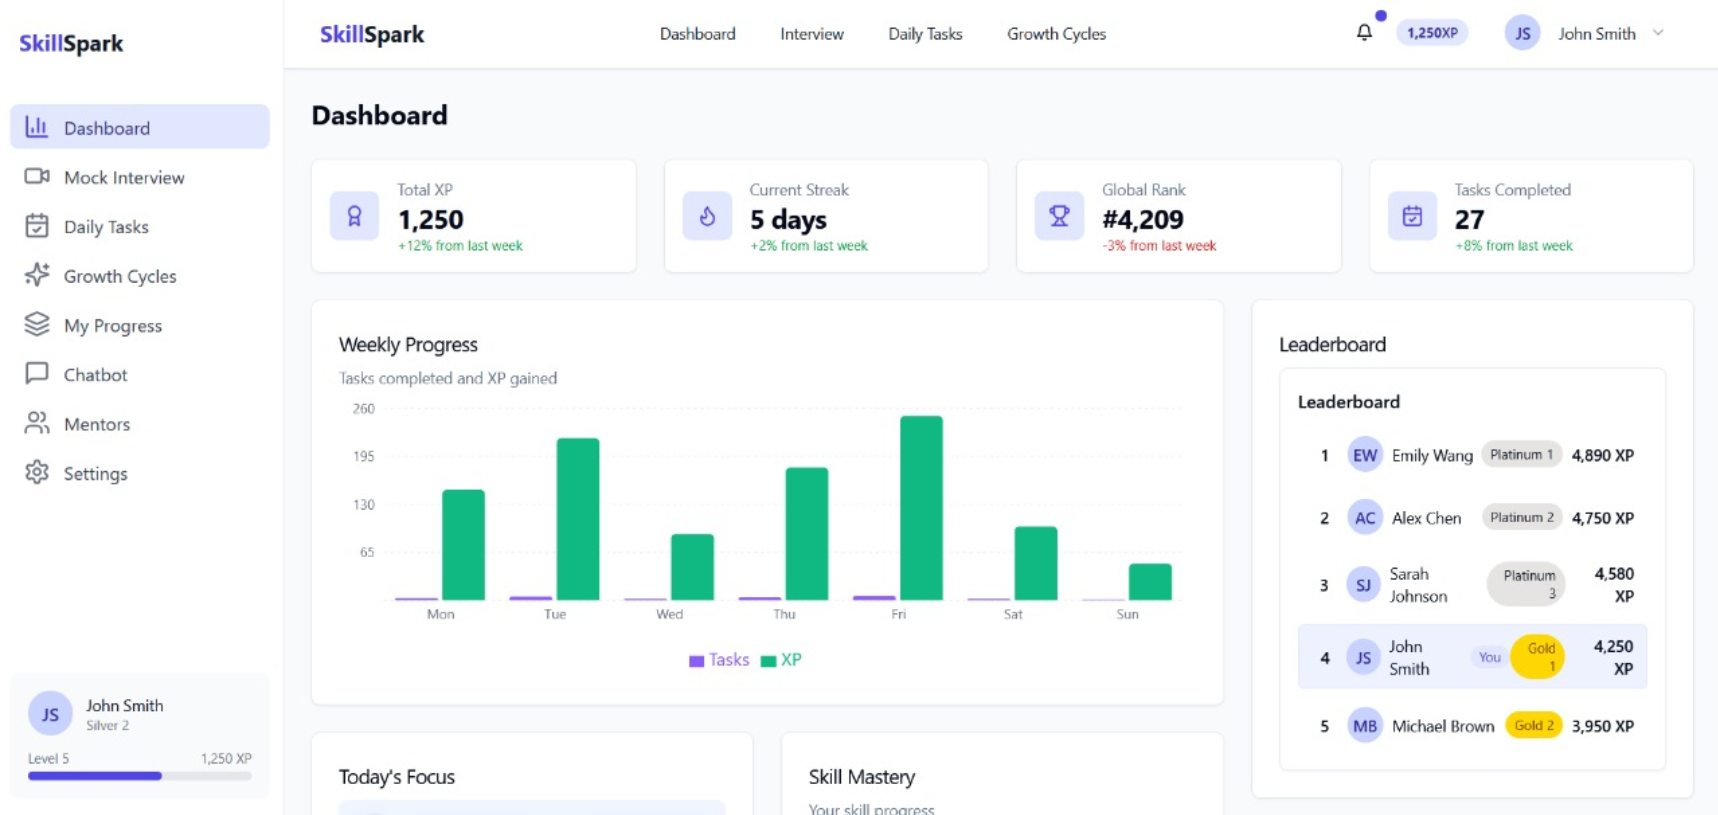 SkillSpark
Dashboard
Mock Interview
Daily Tasks
Growth Cycles
My Progress
Chatbot
Mentors
Settings
JS
John Smith
Silver 2
Level 5
1,250 XP
SkillSpark
Dashboard
Interview
Daily Tasks
Growth Cycles
1,250XP
JS
John Smith
Dashboard
Total XP
1,250
+12% from last week
Current Streak
5 days
+2% from last week
Global Rank
#4,209
-3% from last week
Tasks Completed
27
+8% from last week
Weekly Progress
Tasks completed and XP gained
260
195
130
65
Mon
Tue
Wed
Thu
Fri
Sat
Sun
Tasks
XP
Leaderboard
Leaderboard
1 EW Emily Wang Platinum 1 4,890 XP
2 AC Alex Chen Platinum 2 4,750 XP
3 SJ Sarah Johnson Platinum 3 4,580 XP
4 JS John Smith You Gold 1 4,250 XP
5 MB Michael Brown Gold 2 3,950 XP
Today's Focus
Skill Mastery
Your skill progress